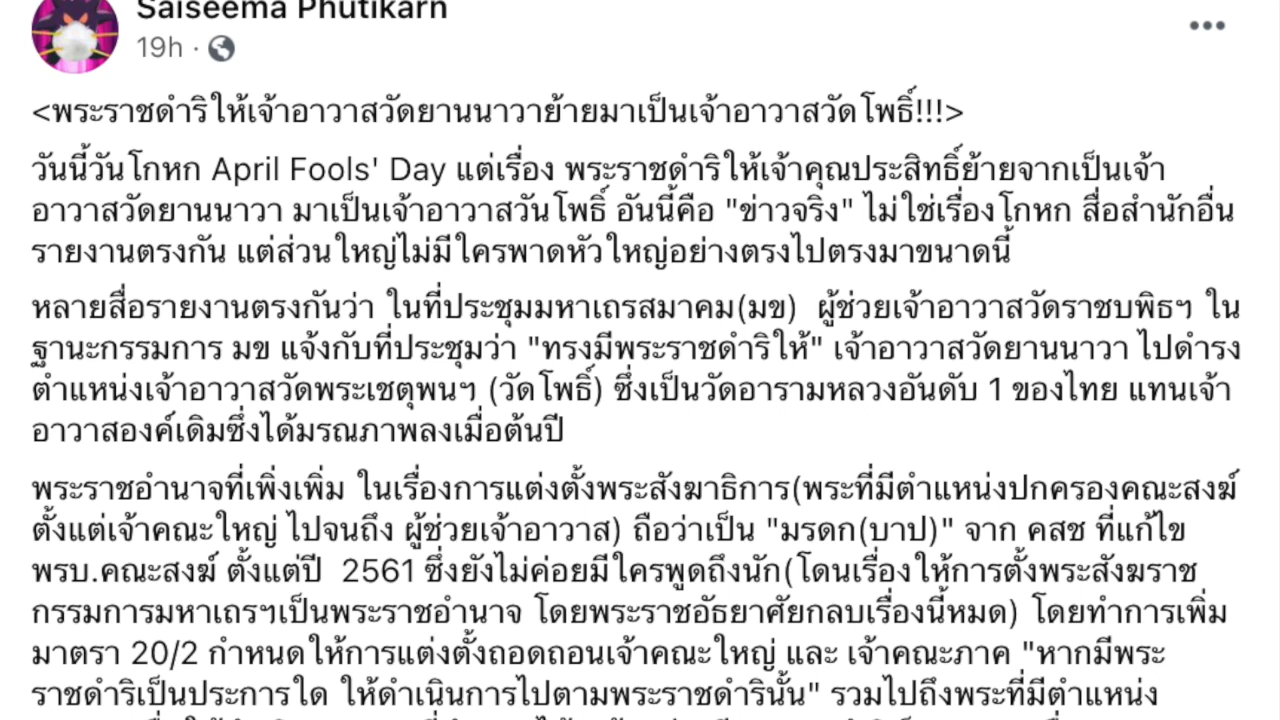 Saiseema Phutikarn
19h ·
<พระราชดำริให้เจ้าอาวาสวัดยานนาวาย้ายมาเป็นเจ้าอาวาสวัดโพธิ์!!!>
วันนี้วันโกหก April Fools' Day แต่เรื่อง พระราชดำริให้เจ้าคุณประสิทธิ์ย้ายจากเป็นเจ้า
อาวาสวัดยานนาวา มาเป็นเจ้าอาวาสวันโพธิ์ อันนี้คือ "ข่าวจริง" ไม่ใช่เรื่องโกหก สื่อสำนักอื่น
รายงานตรงกัน แต่ส่วนใหญ่ไม่มีใครพาดหัวใหญ่อย่างตรงไปตรงมาขนาดนี้
หลายสื่อรายงานตรงกันว่า ในที่ประชุมมหาเถรสมาคม(มข)  ผู้ช่วยเจ้าอาวาสวัดราชบพิธฯ ใน
ฐานะกรรมการ มข แจ้งกับที่ประชุมว่า "ทรงมีพระราชดำริให้" เจ้าอาวาสวัดยานนาวา ไปดำรง
ตำแหน่งเจ้าอาวาสวัดพระเชตุพนฯ (วัดโพธิ์) ซึ่งเป็นวัดอารามหลวงอันดับ 1 ของไทย แทนเจ้า
อาวาสองค์เดิมซึ่งได้มรณภาพลงเมื่อต้นปี
พระราชอำนาจที่เพิ่งเพิ่ม ในเรื่องการแต่งตั้งพระสังฆาธิการ(พระที่มีตำแหน่งปกครองคณะสงฆ์
ตั้งแต่เจ้าคณะใหญ่ ไปจนถึง ผู้ช่วยเจ้าอาวาส) ถือว่าเป็น "มรดก(บาป)" จาก คสช ที่แก้ไข
พรบ.คณะสงฆ์ ตั้งแต่ปี  2561 ซึ่งยังไม่ค่อยมีใครพูดถึงนัก(โดนเรื่องให้การตั้งพระสังฆราช
กรรมการมหาเถรฯเป็นพระราชอำนาจ โดยพระราชอัธยาศัยกลบเรื่องนี้หมด) โดยทำการเพิ่ม
มาตรา 20/2 กำหนดให้การแต่งตั้งถอดถอนเจ้าคณะใหญ่ และ เจ้าคณะภาค "หากมีพระ
ราชดำริเป็นประการใด ให้ดำเนินการไปตามพระราชดำรินั้น" รวมไปถึงพระที่มีตำแหน่ง